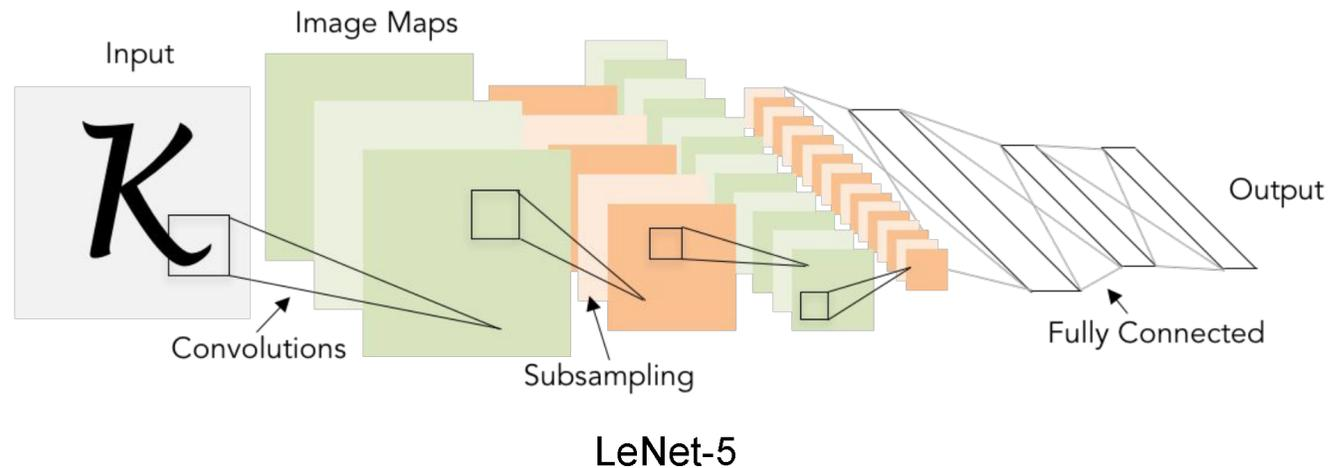 Image Maps
Input
K
Output
Convolutions
Fully Connected
Subsampling
LeNet-5